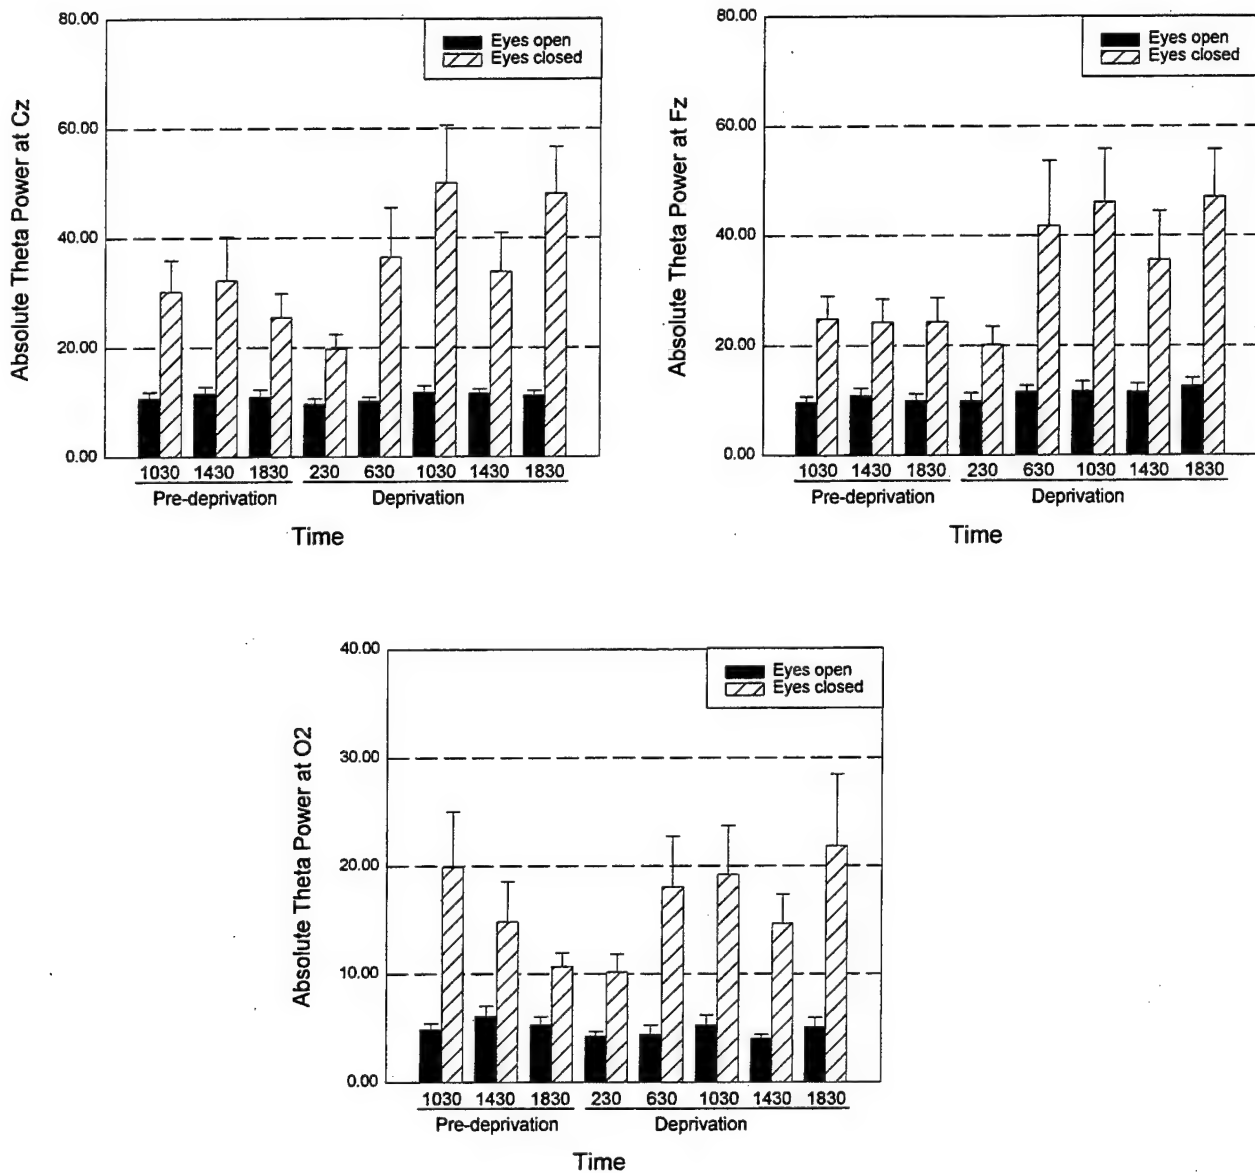 Absolute Theta Power at Cz
80.00
60.00
40.00
20.00
0.00
Eyes open
Eyes closed
1030 1430 1830 230 630 1030 1430 1830
Pre-deprivation Deprivation
Time
Absolute Theta Power at Fz
80.00
60.00
40.00
20.00
0.00
Eyes open
Eyes closed
1030 1430 1830 230 630 1030 1430 1830
Pre-deprivation Deprivation
Time
Absolute Theta Power at O2
40.00
30.00
20.00
10.00
0.00
Eyes open
Eyes closed
1030 1430 1830 230 630 1030 1430 1830
Pre-deprivation Deprivation
Time